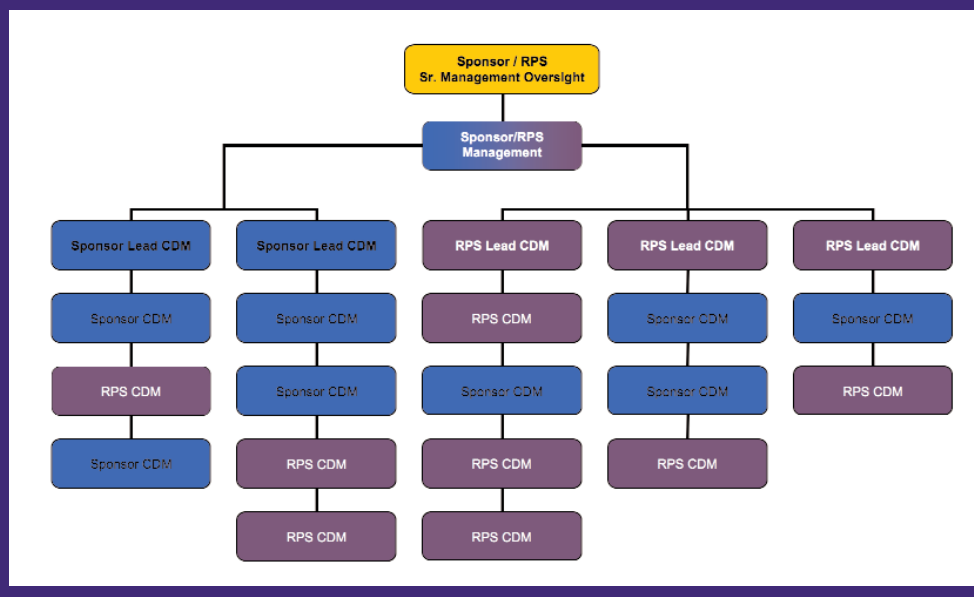 Sponsor / RPS
Sr. Management Oversight
Sponsor/RPS
Management
Sponsor Lead CDM
Sponsor Lead CDM
RPS Lead CDM
RPS Lead CDM
RPS Lead CDM
Sponsor CDM
Sponsor CDM
RPS CDM
Sponsor CDM
Sponsor CDM
RPS CDM
Sponsor CDM
Sponsor CDM
Sponsor CDM
RPS CDM
Sponsor CDM
RPS CDM
RPS CDM
RPS CDM
RPS CDM
RPS CDM